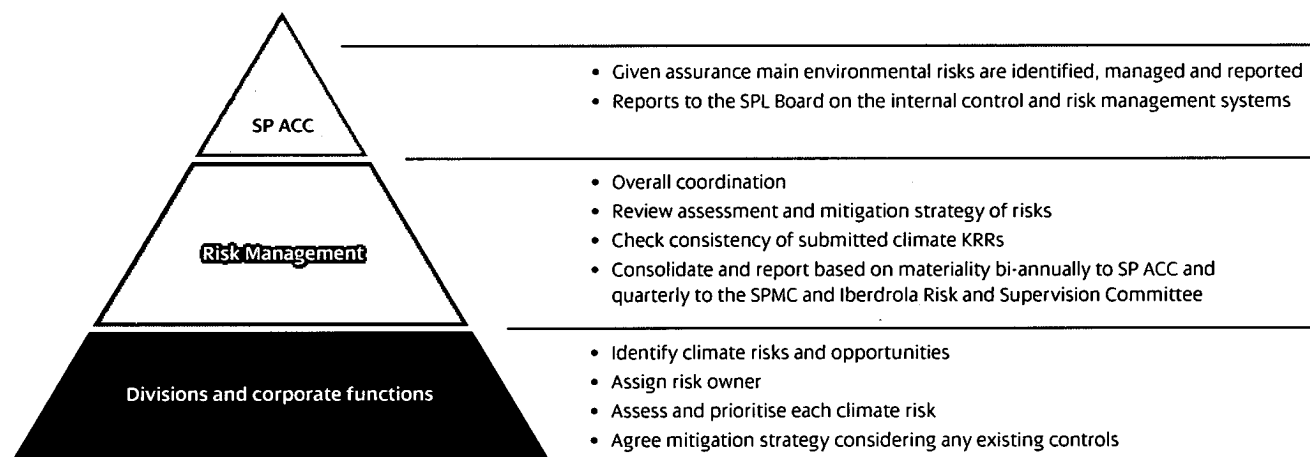 SP ACC
• Given assurance main environmental risks are identified, managed and reported
• Reports to the SPL Board on the internal control and risk management systems
Risk Management
• Overall coordination
• Review assessment and mitigation strategy of risks
• Check consistency of submitted climate KRRs
• Consolidate and report based on materiality bi-annually to SP ACC and
quarterly to the SPMC and Iberdrola Risk and Supervision Committee
Divisions and corporate functions
• Identify climate risks and opportunities
• Assign risk owner
• Assess and prioritise each climate risk
• Agree mitigation strategy considering any existing controls